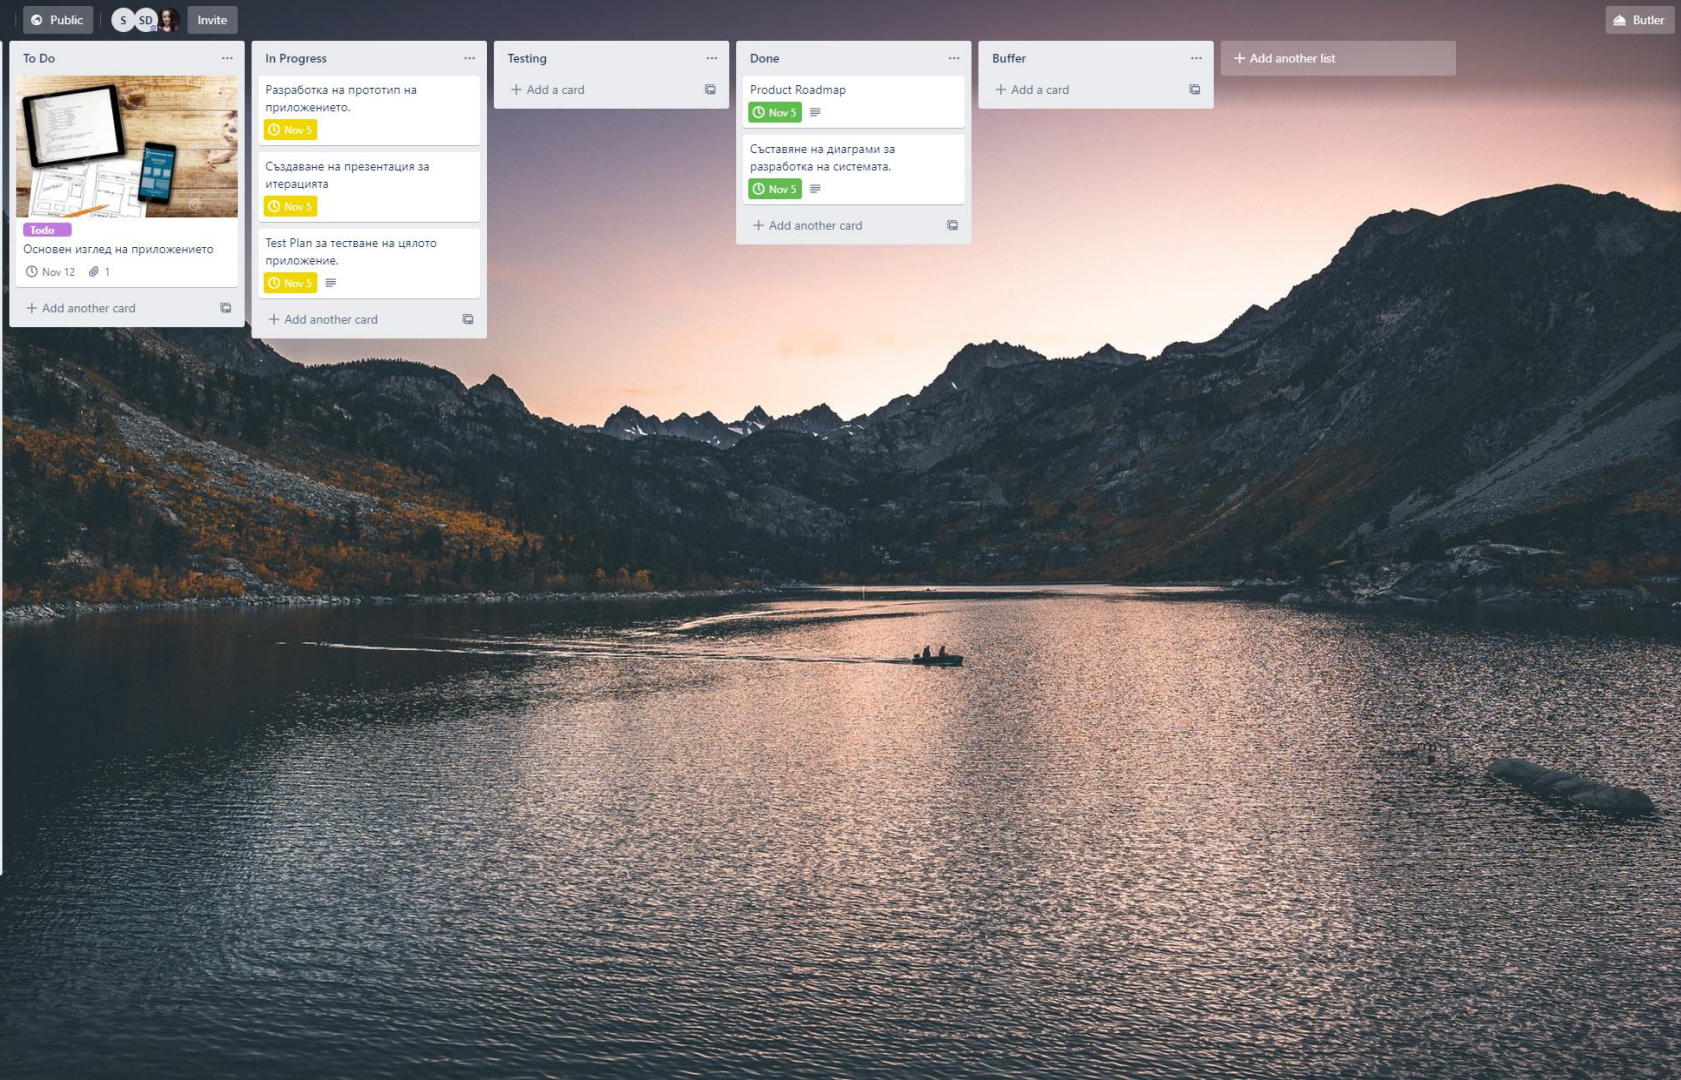 Public
S
SD
Invite
Butler
To Do
Todo
Основен изглед на приложението
Nov 12
1
Add another card
In Progress
Разработка на прототип на
приложението.
Nov 5
Създаване на презентация за
итерацията
Nov 5
Test Plan за тестване на цялото
приложение.
Nov 5
Add another card
Testing
Add a card
Done
Product Roadmap
Nov 5
Съставяне на диаграми за
разработка на системата.
Nov 5
Add another card
Buffer
Add a card
Add another list